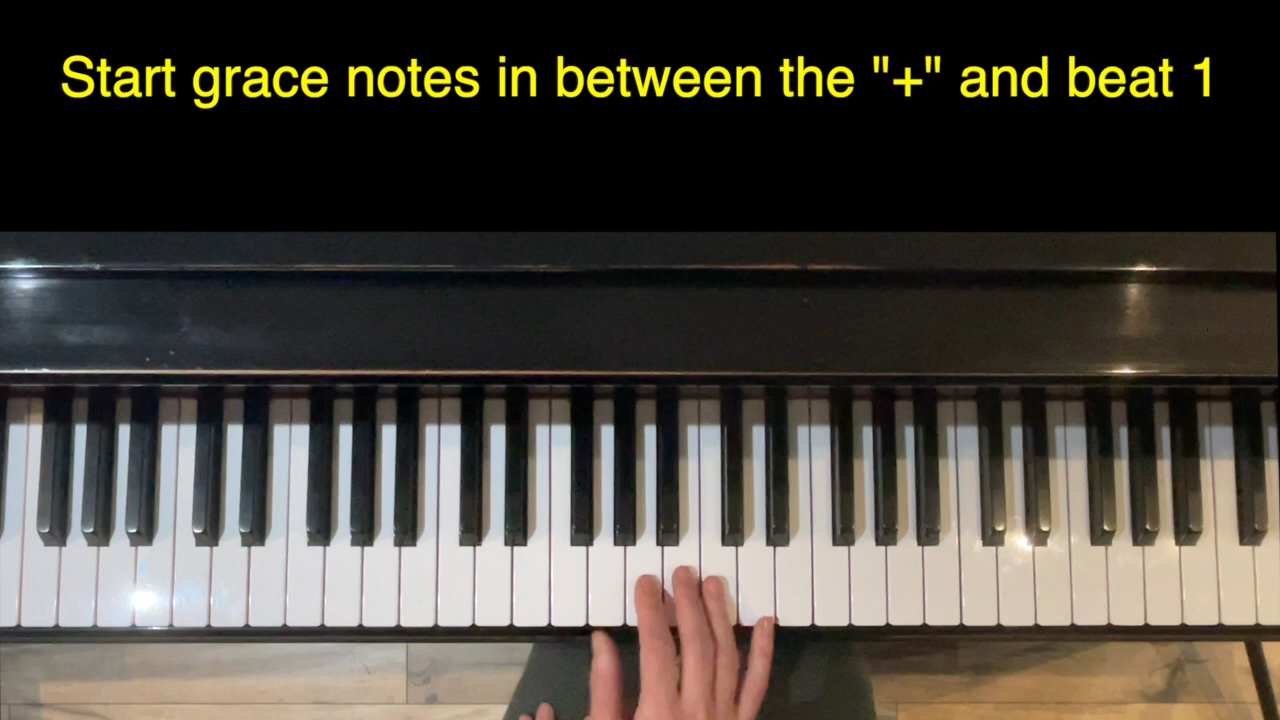 Start grace notes in between the "+" and beat 1